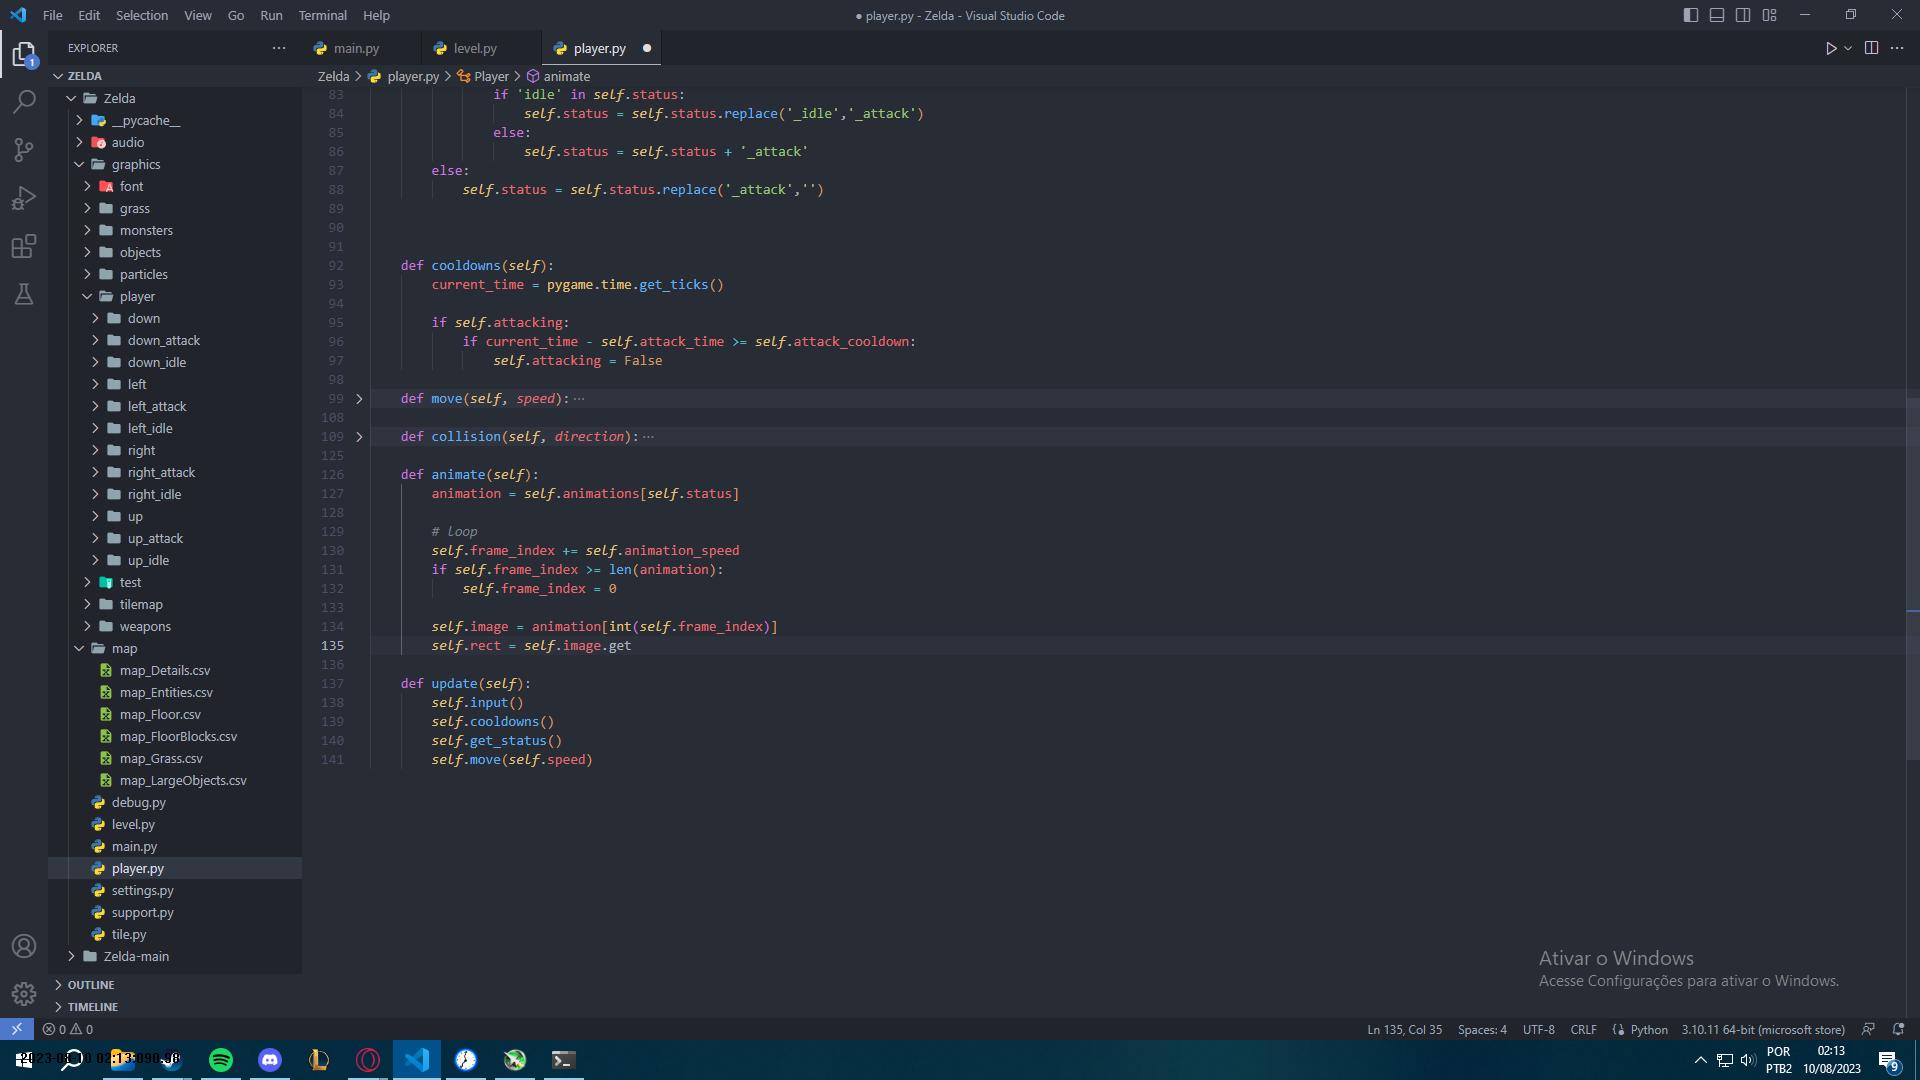 File Edit Selection View Go Run Terminal Help
● player.py - Zelda - Visual Studio Code
EXPLORER
1
ZELDA
Zelda
__pycache__
audio
graphics
font
grass
monsters
objects
particles
player
down
down_attack
down_idle
left
left_attack
left_idle
right
right_attack
right_idle
up
up_attack
up_idle
test
tilemap
weapons
map
map_Details.csv
map_Entities.csv
map_Floor.csv
map_FloorBlocks.csv
map_Grass.csv
map_LargeObjects.csv
debug.py
level.py
main.py
player.py
settings.py
support.py
tile.py
Zelda-main
OUTLINE
TIMELINE
main.py level.py player.py
Zelda > player.py > Player > animate
83 if 'idle' in self.status:
84 self.status = self.status.replace('_idle','_attack')
85 else:
86 self.status = self.status + '_attack'
87 else:
88 self.status = self.status.replace('_attack','')
89
90
91
92 def cooldowns(self):
93 current_time = pygame.time.get_ticks()
94
95 if self.attacking:
96 if current_time - self.attack_time >= self.attack_cooldown:
97 self.attacking = False
98
99 def move(self, speed):···
108
109 def collision(self, direction):···
125
126 def animate(self):
127 animation = self.animations[self.status]
128
129 # loop
130 self.frame_index += self.animation_speed
131 if self.frame_index >= len(animation):
132 self.frame_index = 0
133
134 self.image = animation[int(self.frame_index)]
135 self.rect = self.image.get
136
137 def update(self):
138 self.input()
139 self.cooldowns()
140 self.get_status()
141 self.move(self.speed)
Ativar o Windows
Acesse Configurações para ativar o Windows.
0 0
Ln 135, Col 35 Spaces: 4 UTF-8 CRLF Python 3.10.11 64-bit (microsoft store)
POR
PTB2
02:13
10/08/2023
9